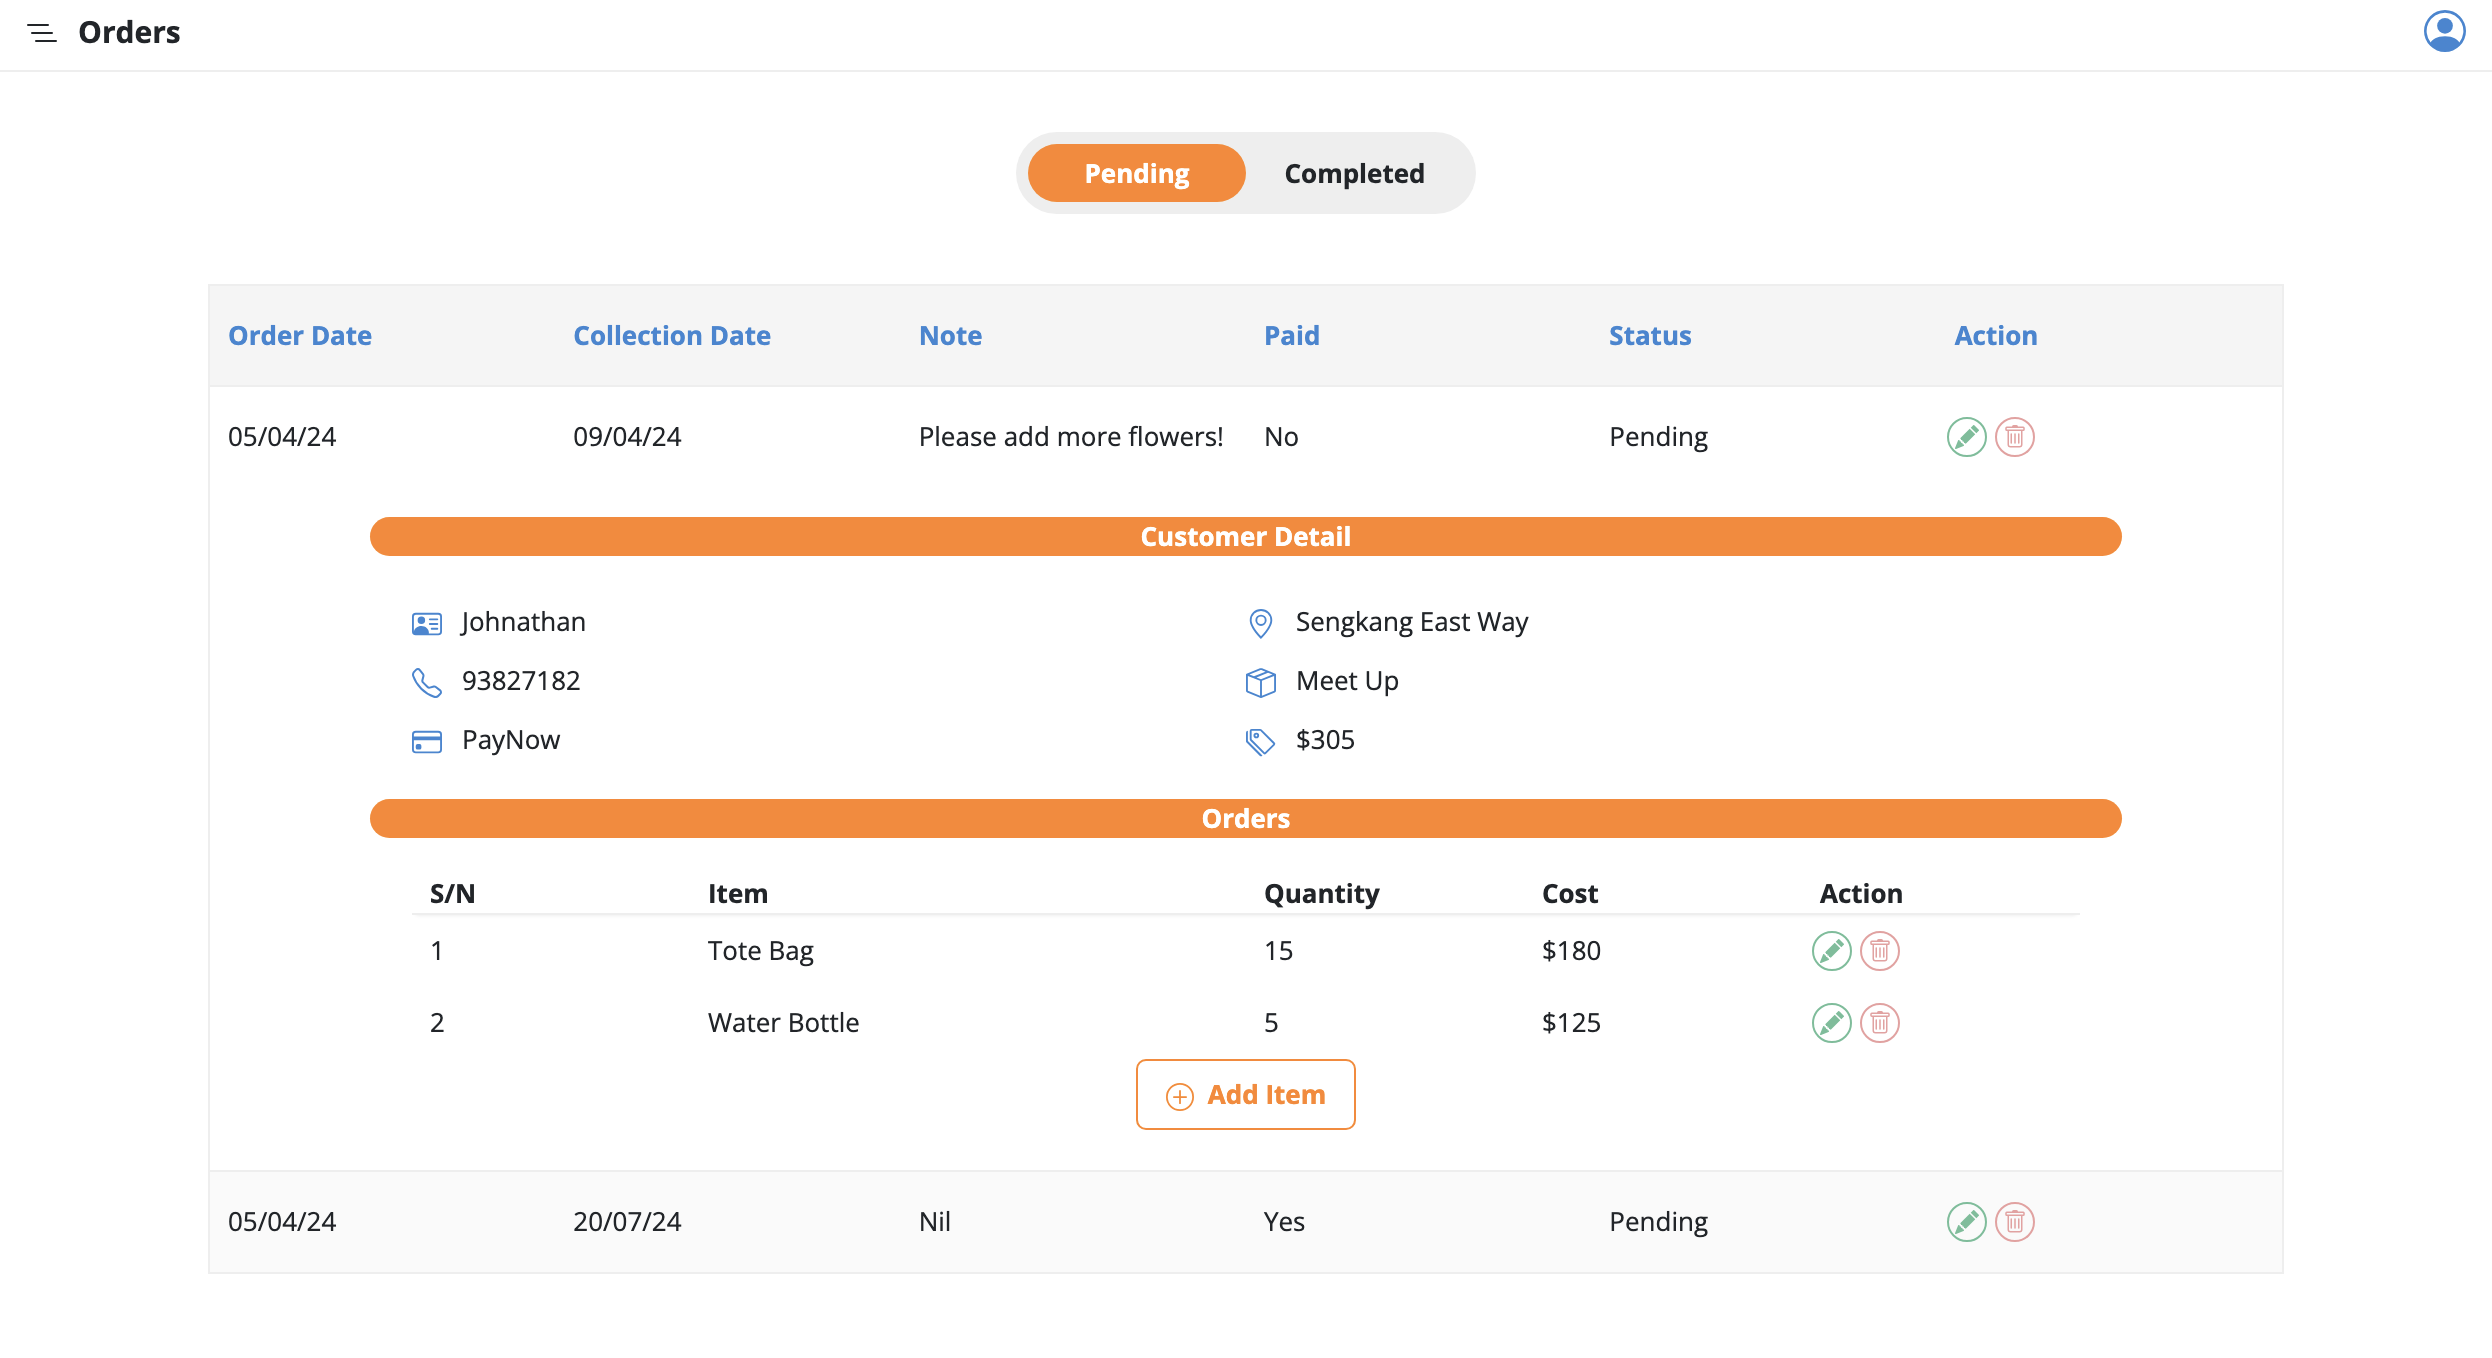 Orders
Pending Completed
Order Date Collection Date Note Paid Status Action
05/04/24 09/04/24 Please add more flowers! No Pending
Customer Detail
Johnathan Sengkang East Way
93827182 Meet Up
PayNow $305
Orders
S/N Item Quantity Cost Action
1 Tote Bag 15 $180
2 Water Bottle 5 $125
Add Item
05/04/24 20/07/24 Nil Yes Pending